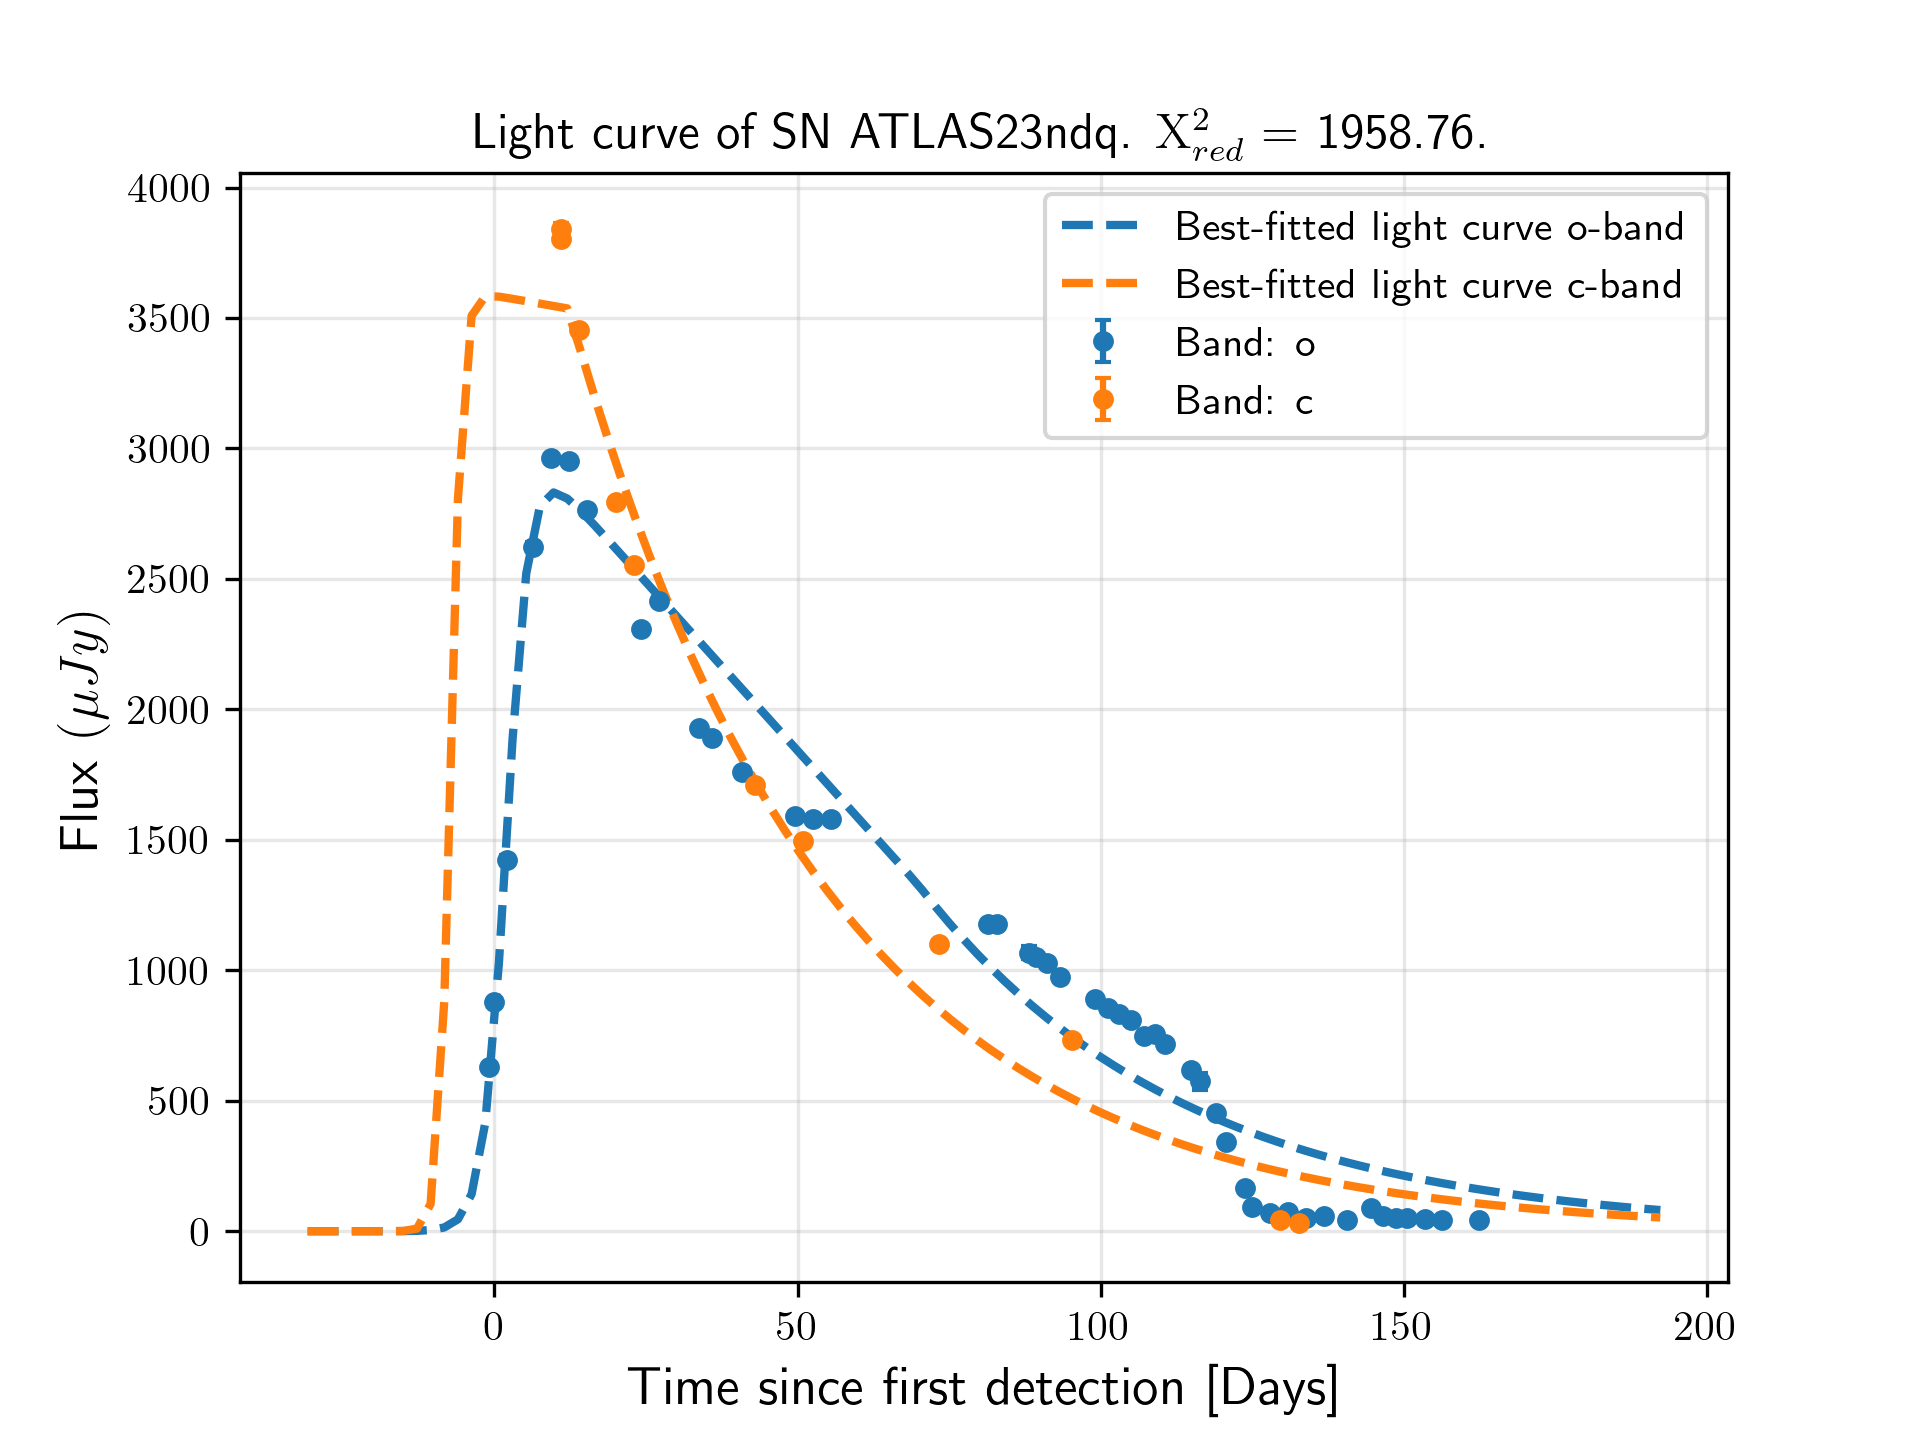 Light curve of SN ATLAS23ndq. X²_red = 1958.76.
4000
3500
3000
2500
2000
1500
1000
500
0
Flux (μJy)
Best-fitted light curve o-band
Best-fitted light curve c-band
Band: o
Band: c
0 50 100 150 200
Time since first detection [Days]